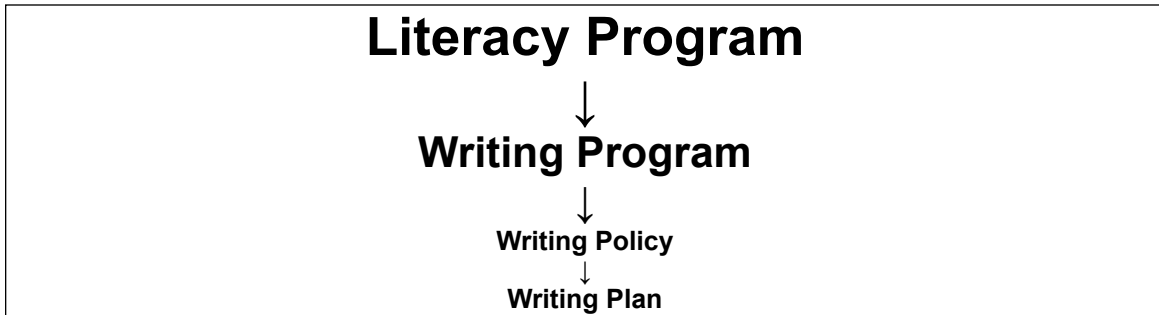 Literacy Program
↓
Writing Program
↓
Writing Policy
↓
Writing Plan